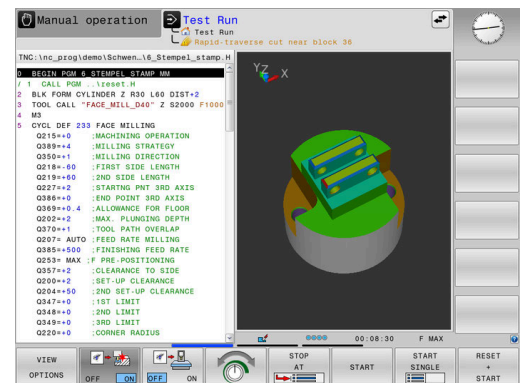 Manual operation
Test Run
Test Run
Rapid-traverse cut near block 36
TNC:\nc_prog\demo\Schwen…\6_Stempel_stamp.H
0 BEGIN PGM 6_STEMPEL_STAMP MM
/ 1 CALL PGM ..\reset.H
2 BLK FORM CYLINDER Z R30 L60 DIST+2
3 TOOL CALL "FACE_MILL_D40" Z S2000 F1000
4 M3
5 CYCL DEF 233 FACE MILLING
Q215=+0 ;MACHINING OPERATION
Q389=+4 ;MILLING STRATEGY
Q350=+1 ;MILLING DIRECTION
Q218=-60 ;FIRST SIDE LENGTH
Q219=+60 ;2ND SIDE LENGTH
Q227=+2 ;STARTNG PNT 3RD AXIS
Q386=+0 ;END POINT 3RD AXIS
Q369=+0.4 ;ALLOWANCE FOR FLOOR
Q202=+2 ;MAX. PLUNGING DEPTH
Q370=+1 ;TOOL PATH OVERLAP
Q207= AUTO ;FEED RATE MILLING
Q385=+500 ;FINISHING FEED RATE
Q253= MAX ;F PRE-POSITIONING
Q357=+2 ;CLEARANCE TO SIDE
Q200=+2 ;SET-UP CLEARANCE
Q204=+50 ;2ND SET-UP CLEARANCE
Q347=+0 ;1ST LIMIT
Q348=+0 ;2ND LIMIT
Q349=+0 ;3RD LIMIT
Q220=+0 ;CORNER RADIUS
Y Z X
00:08:30 F MAX
VIEW
OPTIONS
OFF ON
OFF ON
STOP
AT
START
START
SINGLE
RESET
+
START